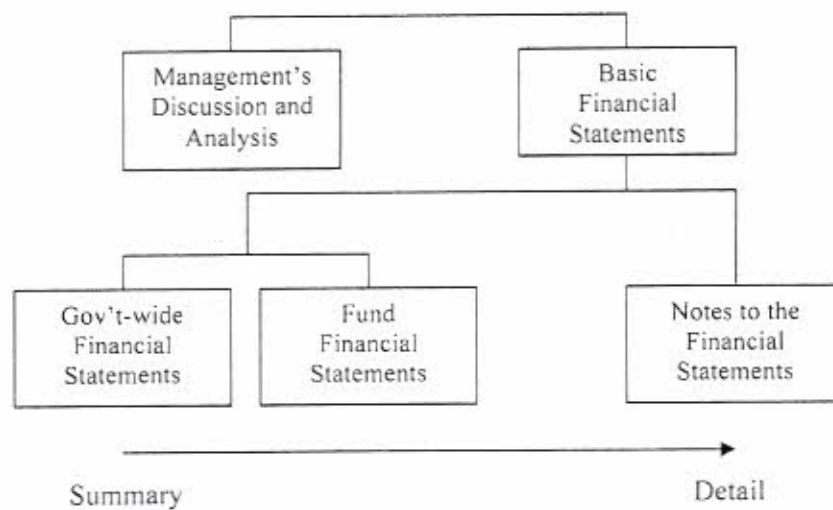 Management's
Discussion and
Analysis
Basic
Financial
Statements
Gov't-wide
Financial
Statements
Fund
Financial
Statements
Notes to the
Financial
Statements
Summary
Detail